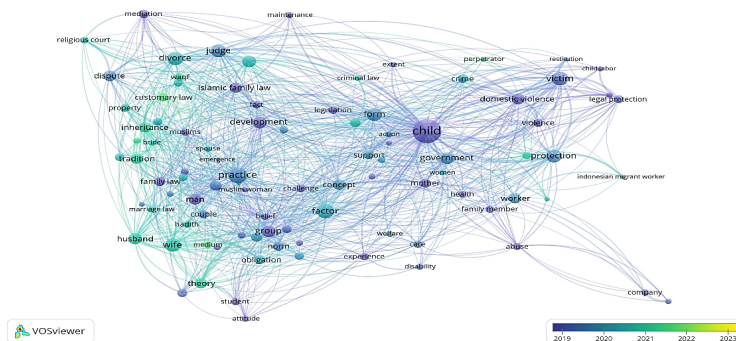 mediation
maintenance
religious court
judge
divorce
perpetrator
restitution
extent
child labor
dispute
waqf
criminal law
crime
victim
islamic family law
customary law
domestic violence
legal protection
property
fact
legislation
form
inheritance
muslims
development
child
violence
bride
action
spouse
support
government
protection
tradition
emergence
women
practice
indonesian migrant worker
family law
muslim woman
challenge
concept
mother
health
man
worker
marriage law
couple
belief
factor
family member
hadith
group
welfare
husband
wife
medium
norm
care
abuse
obligation
experience
disability
theory
student
company
attitude
VOSviewer
2019 2020 2021 2022 2023